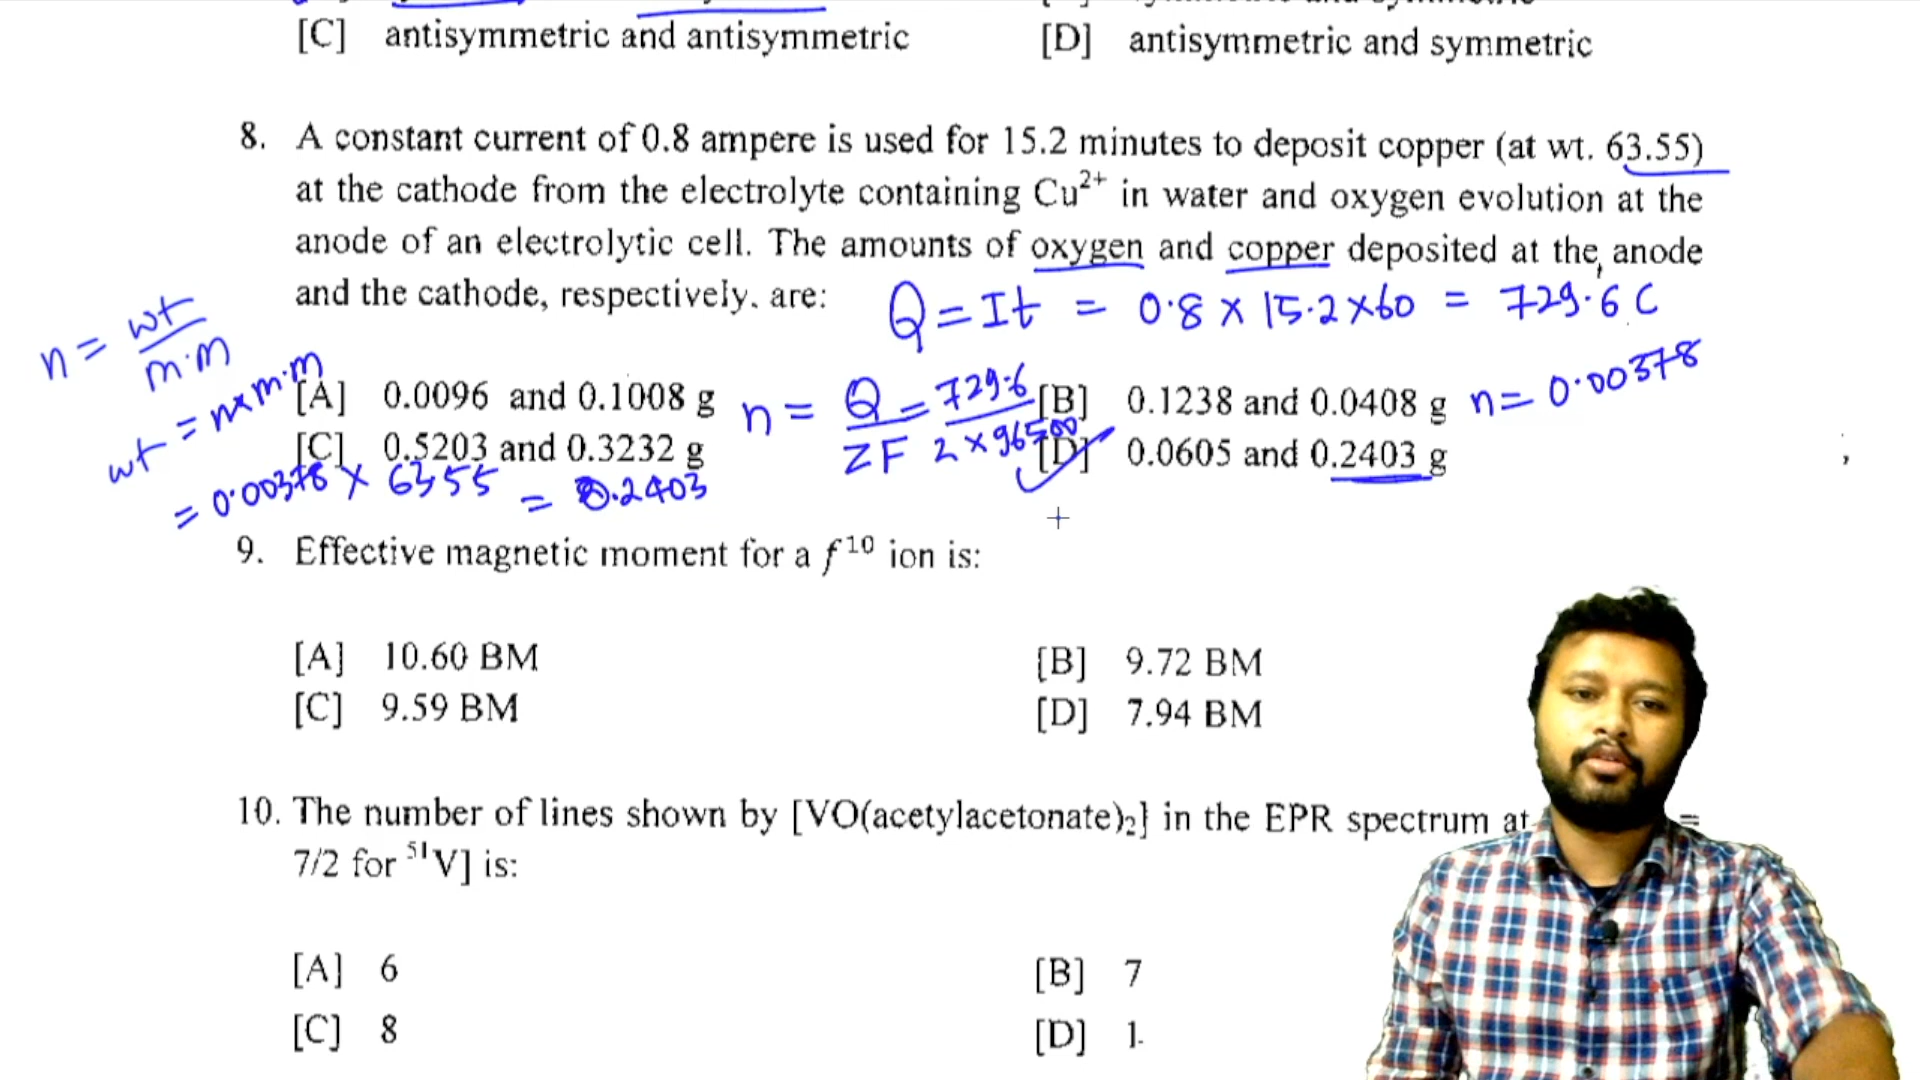 [C] antisymmetric and antisymmetric
[D] antisymmetric and symmetric
8. A constant current of 0.8 ampere is used for 15.2 minutes to deposit copper (at wt. 63.55)
at the cathode from the electrolyte containing Cu²⁺ in water and oxygen evolution at the
anode of an electrolytic cell. The amounts of oxygen and copper deposited at the anode
and the cathode, respectively. are:
Q = It = 0.8 × 15.2 × 60 = 729.6 C
n = wt / m.m
wt = n × m.m
= 0.00378 × 63.55 = 0.2403
[A] 0.0096 and 0.1008 g
n = Q / ZF = 729.6 / 2 × 96500
[B] 0.1238 and 0.0408 g
n = 0.00378
[C] 0.5203 and 0.3232 g
[D] 0.0605 and 0.2403 g
9. Effective magnetic moment for a f¹⁰ ion is:
[A] 10.60 BM
[B] 9.72 BM
[C] 9.59 BM
[D] 7.94 BM
10. The number of lines shown by [VO(acetylacetonate)₂] in the EPR spectrum at =
7/2 for ⁵¹V] is:
[A] 6
[B] 7
[C] 8
[D] 1